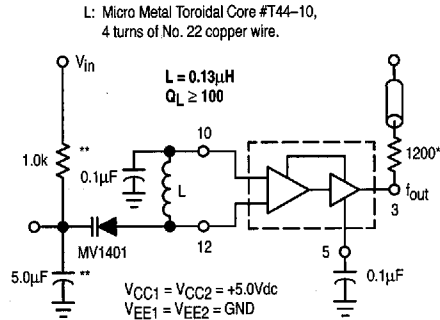 L: Micro Metal Toroidal Core #T44–10,
4 turns of No. 22 copper wire.
Vin
L = 0.13μH
QL ≥ 100
10
1.0k
**
0.1μF
L
1200*
fout
3
12
MV1401
5
5.0μF
**
0.1μF
VCC1 = VCC2 = +5.0Vdc
VEE1 = VEE2 = GND